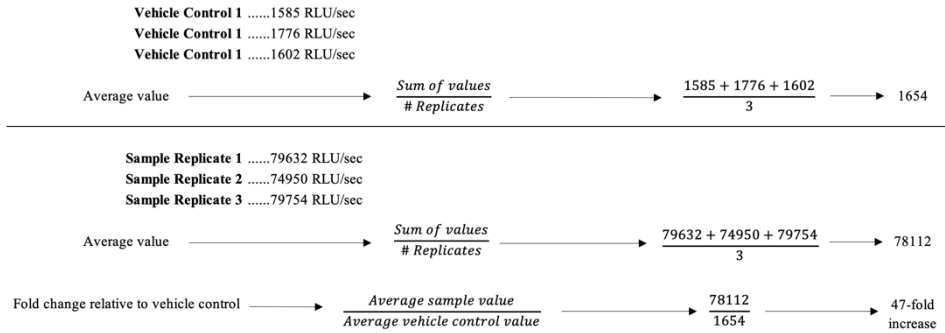 Vehicle Control 1 ......1585 RLU/sec
Vehicle Control 1 ......1776 RLU/sec
Vehicle Control 1 ......1602 RLU/sec
Average value
Sum of values
# Replicates
1585 + 1776 + 1602
3
1654
Sample Replicate 1 ......79632 RLU/sec
Sample Replicate 2 ......74950 RLU/sec
Sample Replicate 3 ......79754 RLU/sec
Average value
Sum of values
# Replicates
79632 + 74950 + 79754
3
78112
Fold change relative to vehicle control
Average sample value
Average vehicle control value
78112
1654
47-fold
increase